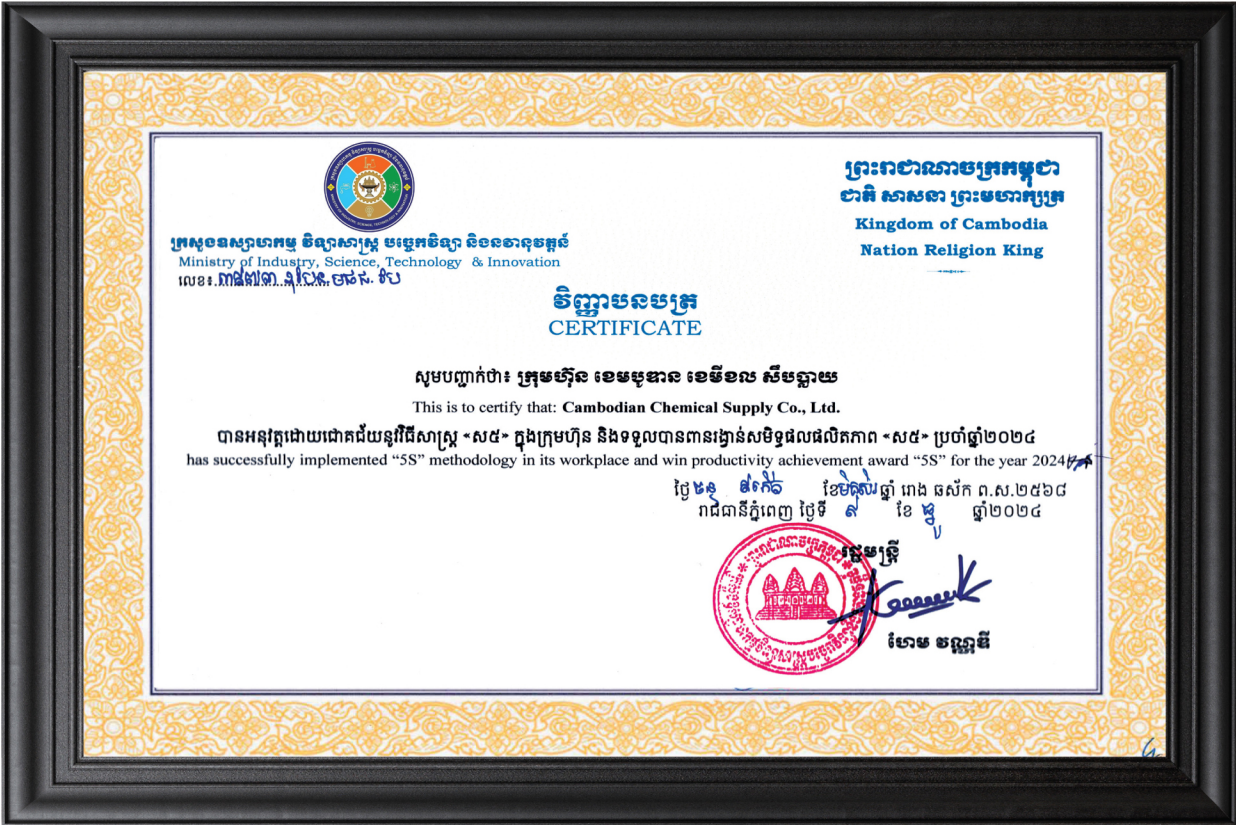 ព្រះរាជាណាចក្រកម្ពុជា
ជាតិ សាសនា ព្រះមហាក្សត្រ
Kingdom of Cambodia
Nation Religion King
ក្រសួងឧស្សាហកម្ម វិទ្យាសាស្ត្រ បច្ចេកវិទ្យា និងនវានុវត្តន៍
Ministry of Industry, Science, Technology & Innovation
លេខ៖
វិញ្ញាបនបត្រ
CERTIFICATE
សូមបញ្ជាក់ថា៖ ក្រុមហ៊ុន ខេមបូឌាន ខេមីខល សឹបផ្លាយ
This is to certify that: Cambodian Chemical Supply Co., Ltd.
បានអនុវត្តដោយជោគជ័យនូវវិធីសាស្ត្រ «ស៥» ក្នុងក្រុមហ៊ុន និងទទួលបានពានរង្វាន់សមិទ្ធផលផលិតភាព «ស៥» ប្រចាំឆ្នាំ២០២៤
has successfully implemented “5S” methodology in its workplace and win productivity achievement award “5S” for the year 2024
ថ្ងៃ ខែ ឆ្នាំ រោង ឆស័ក ព.ស.២៥៦៨
រាជធានីភ្នំពេញ ថ្ងៃទី ៩ ខែ ធ្នូ ឆ្នាំ២០២៤
រដ្ឋមន្ត្រី
ហែម វណ្ណឌី